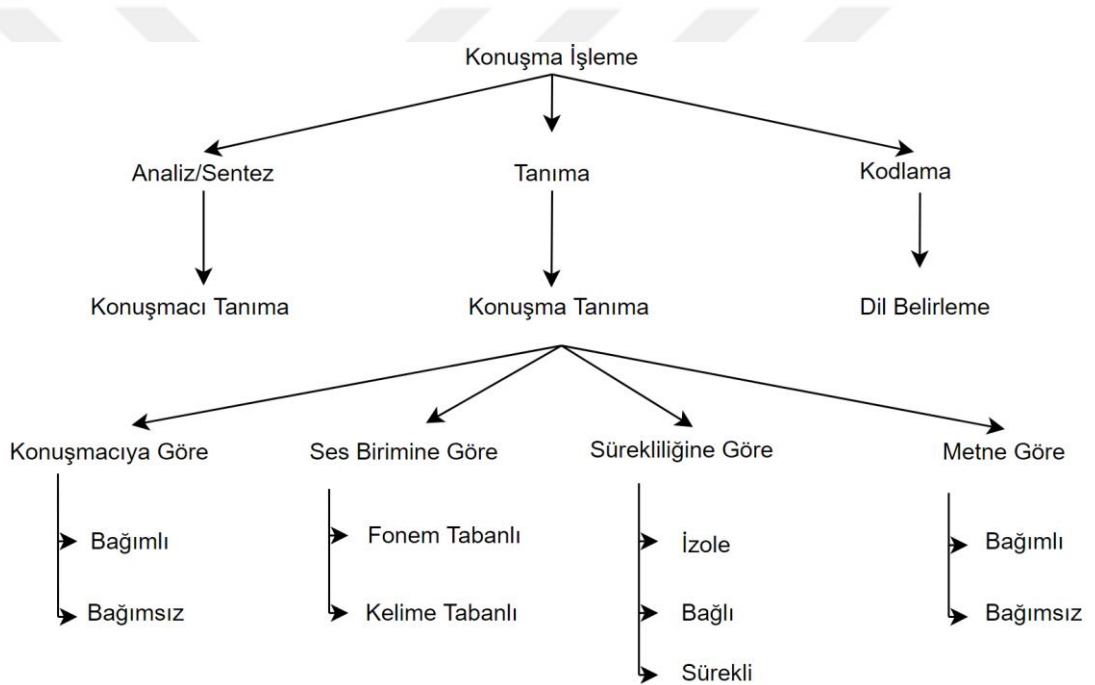 Konuşma İşleme
Analiz/Sentez
Tanıma
Kodlama
Konuşmacı Tanıma
Konuşma Tanıma
Dil Belirleme
Konuşmacıya Göre
Ses Birimine Göre
Sürekliliğine Göre
Metne Göre
Bağımlı
Bağımsız
Fonem Tabanlı
Kelime Tabanlı
İzole
Bağlı
Sürekli
Bağımlı
Bağımsız